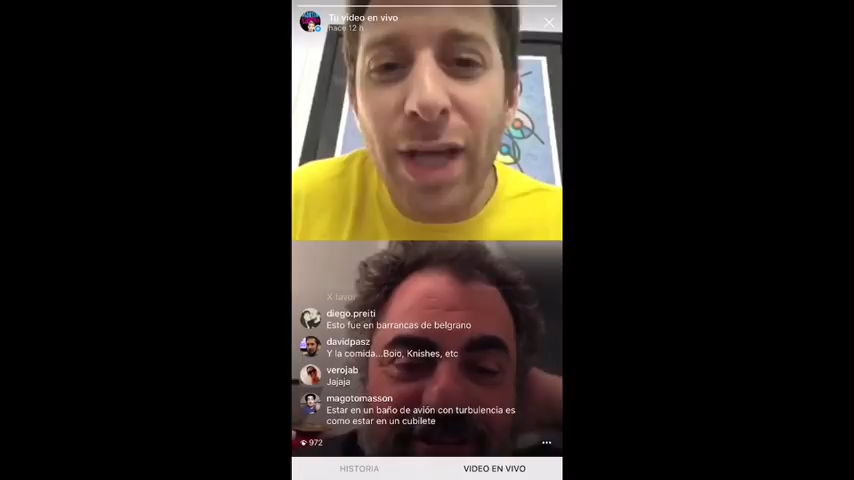 Tu video en vivo
hace 12 h
X favor
diego.preiti
Esto fue en barrancas de belgrano
davidpasz
Y la comida...Boio, Knishes, etc
verojab
Jajaja
magotomasson
Estar en un baño de avión con turbulencia es
como estar en un cubilete
972
HISTORIA
VIDEO EN VIVO